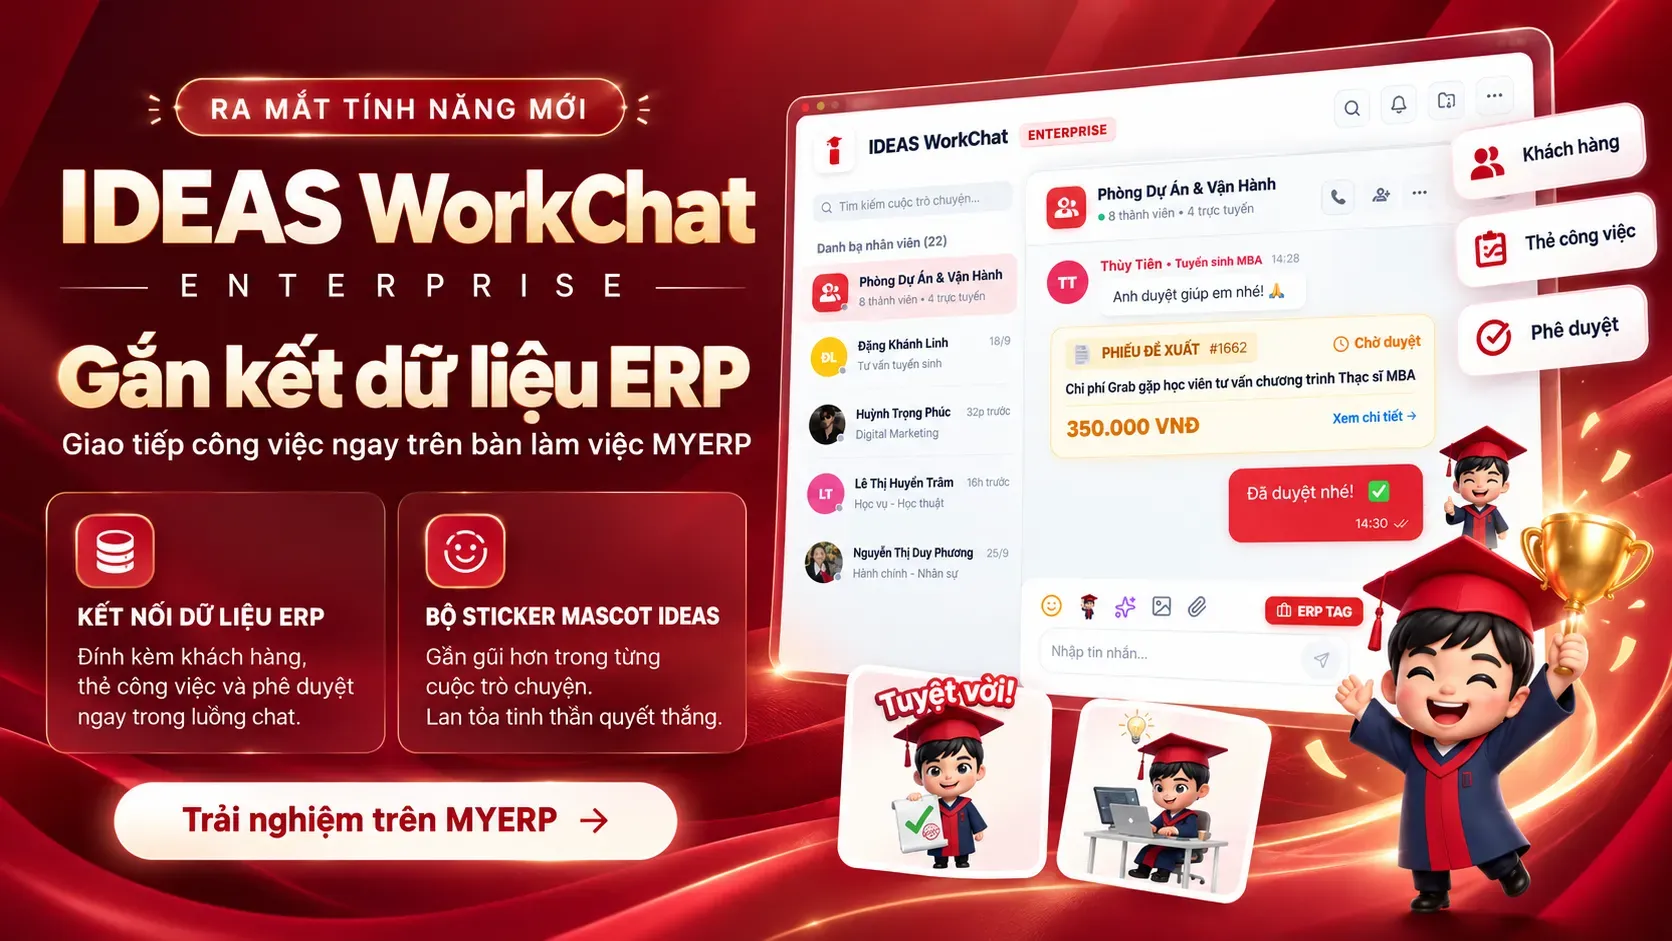 RA MẮT TÍNH NĂNG MỚI
IDEAS WorkChat
ENTERPRISE
Gắn kết dữ liệu ERP
Giao tiếp công việc ngay trên bàn làm việc MYERP
KẾT NỐI DỮ LIỆU ERP
Đính kèm khách hàng,
thẻ công việc và phê duyệt
ngay trong luồng chat.
BỘ STICKER MASCOT IDEAS
Gần gũi hơn trong từng
cuộc trò chuyện.
Lan tỏa tinh thần quyết thắng.
Trải nghiệm trên MYERP →
IDEAS WorkChat ENTERPRISE
Tìm kiếm cuộc trò chuyện...
Danh bạ nhân viên (22)
Phòng Dự Án & Vận Hành
8 thành viên • 4 trực tuyến
ĐL
Đặng Khánh Linh 18/9
Tư vấn tuyển sinh
Huỳnh Trọng Phúc 32p trước
Digital Marketing
LT
Lê Thị Huyền Trâm 16h trước
Học vụ - Học thuật
Nguyễn Thị Duy Phương 25/9
Hành chính - Nhân sự
Phòng Dự Án & Vận Hành
8 thành viên • 4 trực tuyến
TT
Thùy Tiên • Tuyển sinh MBA 14:28
Anh duyệt giúp em nhé! 🙏
PHIẾU ĐỀ XUẤT #1662 Chờ duyệt
Chi phí Grab gặp học viên tư vấn chương trình Thạc sĩ MBA
350.000 VNĐ Xem chi tiết →
Đã duyệt nhé! ✅
14:30
ERP TAG
Nhập tin nhắn...
Khách hàng
Thẻ công việc
Phê duyệt
Tuyệt vời!